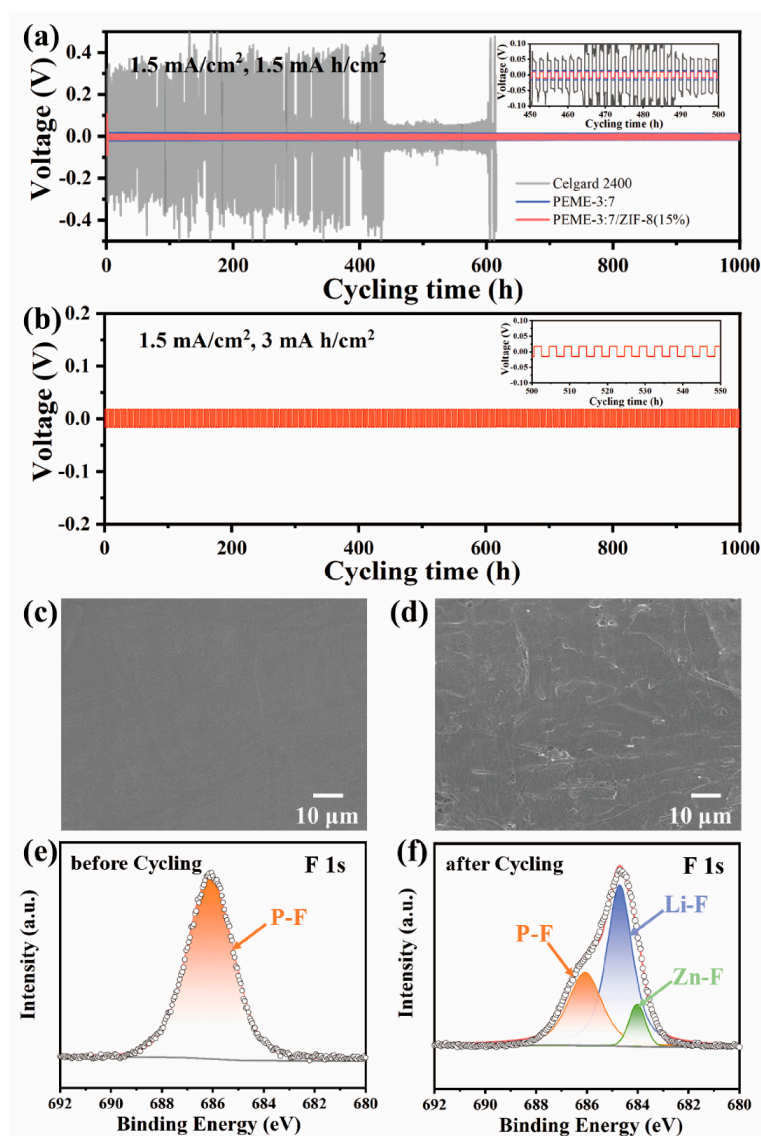 (a)
1.5 mA/cm², 1.5 mA h/cm²
Voltage (V)
0.4
0.2
0.0
-0.2
-0.4
0 200 400 600 800 1000
Cycling time (h)
Voltage (V)
0.10
0.05
0.00
-0.05
-0.10
450 460 470 480 490 500
Cycling time (h)
Celgard 2400
PEME-3:7
PEME-3:7/ZIF-8(15%)
(b)
1.5 mA/cm², 3 mA h/cm²
Voltage (V)
0.2
0.1
0.0
-0.1
-0.2
0 200 400 600 800 1000
Cycling time (h)
Voltage (V)
0.10
0.05
0.00
-0.05
-0.10
500 510 520 530 540 550
Cycling time (h)
(c)
10 μm
(d)
10 μm
(e)
before Cycling
F 1s
P-F
Intensity (a.u.)
692 690 688 686 684 682 680
Binding Energy (eV)
(f)
after Cycling
F 1s
Li-F
P-F
Zn-F
Intensity (a.u.)
692 690 688 686 684 682 680
Binding Energy (eV)